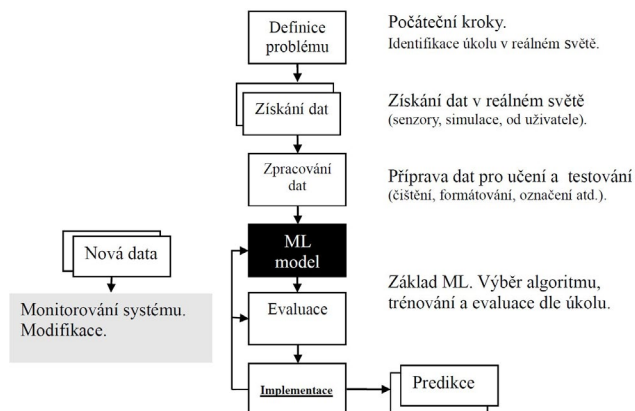 Definice
problému
Počáteční kroky.
Identifikace úkolu v reálném světě.
Získání dat
Získání dat v reálném světě
(senzory, simulace, od uživatele).
Zpracování
dat
Příprava dat pro učení a testování
(čištění, formátování, označení atd.).
ML
model
Nová data
Monitorování systému.
Modifikace.
Základ ML. Výběr algoritmu,
trénování a evaluace dle úkolu.
Evaluace
Implementace
Predikce